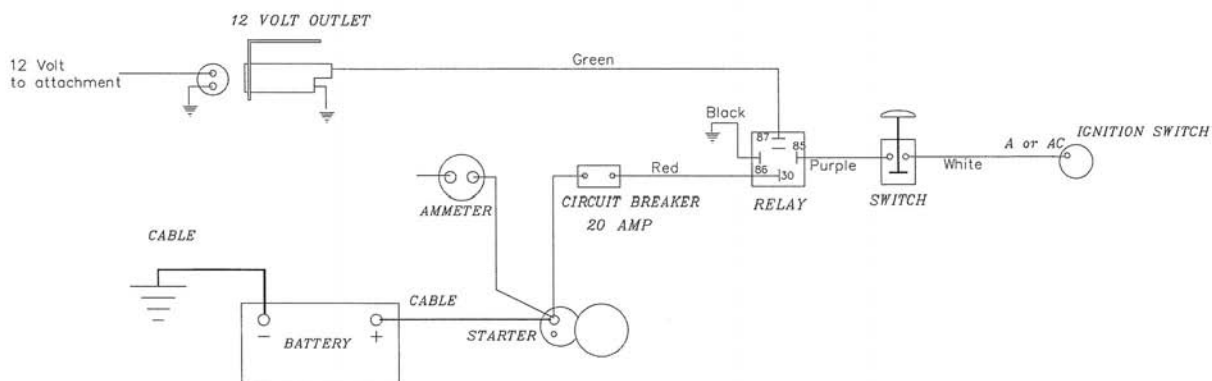 12 VOLT OUTLET
12 Volt
to attachment
Green
Black
87
85
86
30
RELAY
Purple
SWITCH
White
A or AC
IGNITION SWITCH
Red
CIRCUIT BREAKER
20 AMP
AMMETER
CABLE
CABLE
- BATTERY +
STARTER